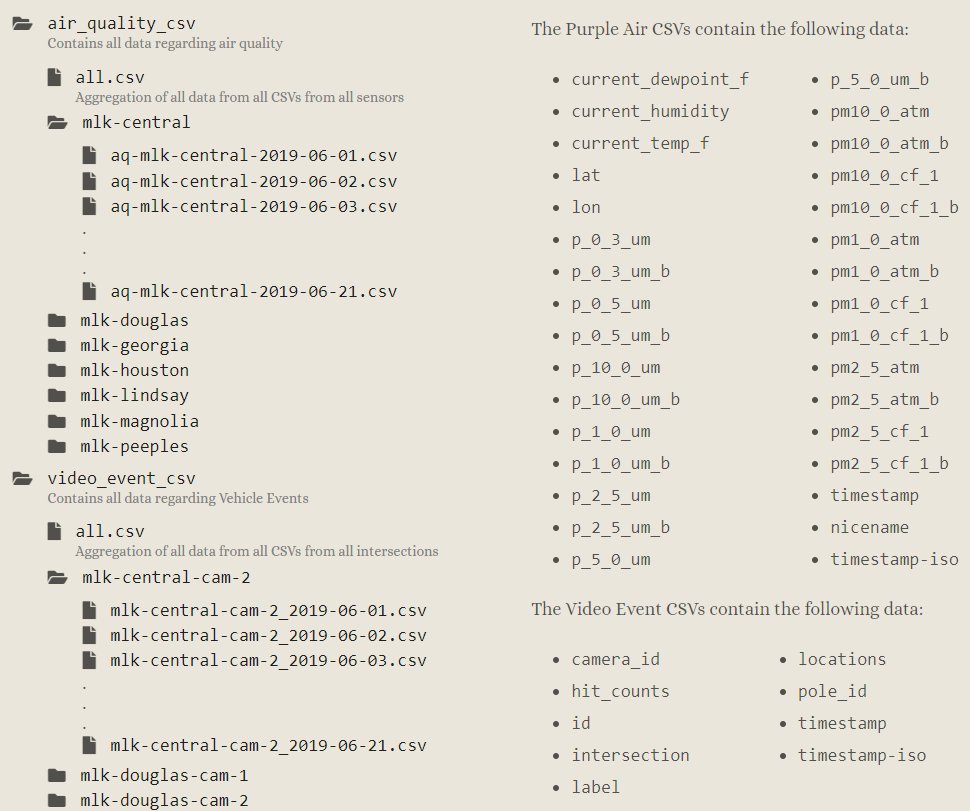 air_quality_csv
Contains all data regarding air quality
all.csv
Aggregation of all data from all CSVs from all sensors
mlk-central
aq-mlk-central-2019-06-01.csv
aq-mlk-central-2019-06-02.csv
aq-mlk-central-2019-06-03.csv
.
.
.
aq-mlk-central-2019-06-21.csv
mlk-douglas
mlk-georgia
mlk-houston
mlk-lindsay
mlk-magnolia
mlk-peeples
video_event_csv
Contains all data regarding Vehicle Events
all.csv
Aggregation of all data from all CSVs from all intersections
mlk-central-cam-2
mlk-central-cam-2_2019-06-01.csv
mlk-central-cam-2_2019-06-02.csv
mlk-central-cam-2_2019-06-03.csv
.
.
.
mlk-central-cam-2_2019-06-21.csv
mlk-douglas-cam-1
mlk-douglas-cam-2
The Purple Air CSVs contain the following data:
• current_dewpoint_f
• current_humidity
• current_temp_f
• lat
• lon
• p_0_3_um
• p_0_3_um_b
• p_0_5_um
• p_0_5_um_b
• p_10_0_um
• p_10_0_um_b
• p_1_0_um
• p_1_0_um_b
• p_2_5_um
• p_2_5_um_b
• p_5_0_um
• p_5_0_um_b
• pm10_0_atm
• pm10_0_atm_b
• pm10_0_cf_1
• pm10_0_cf_1_b
• pm1_0_atm
• pm1_0_atm_b
• pm1_0_cf_1
• pm1_0_cf_1_b
• pm2_5_atm
• pm2_5_atm_b
• pm2_5_cf_1
• pm2_5_cf_1_b
• timestamp
• nicename
• timestamp-iso
The Video Event CSVs contain the following data:
• camera_id
• hit_counts
• id
• intersection
• label
• locations
• pole_id
• timestamp
• timestamp-iso